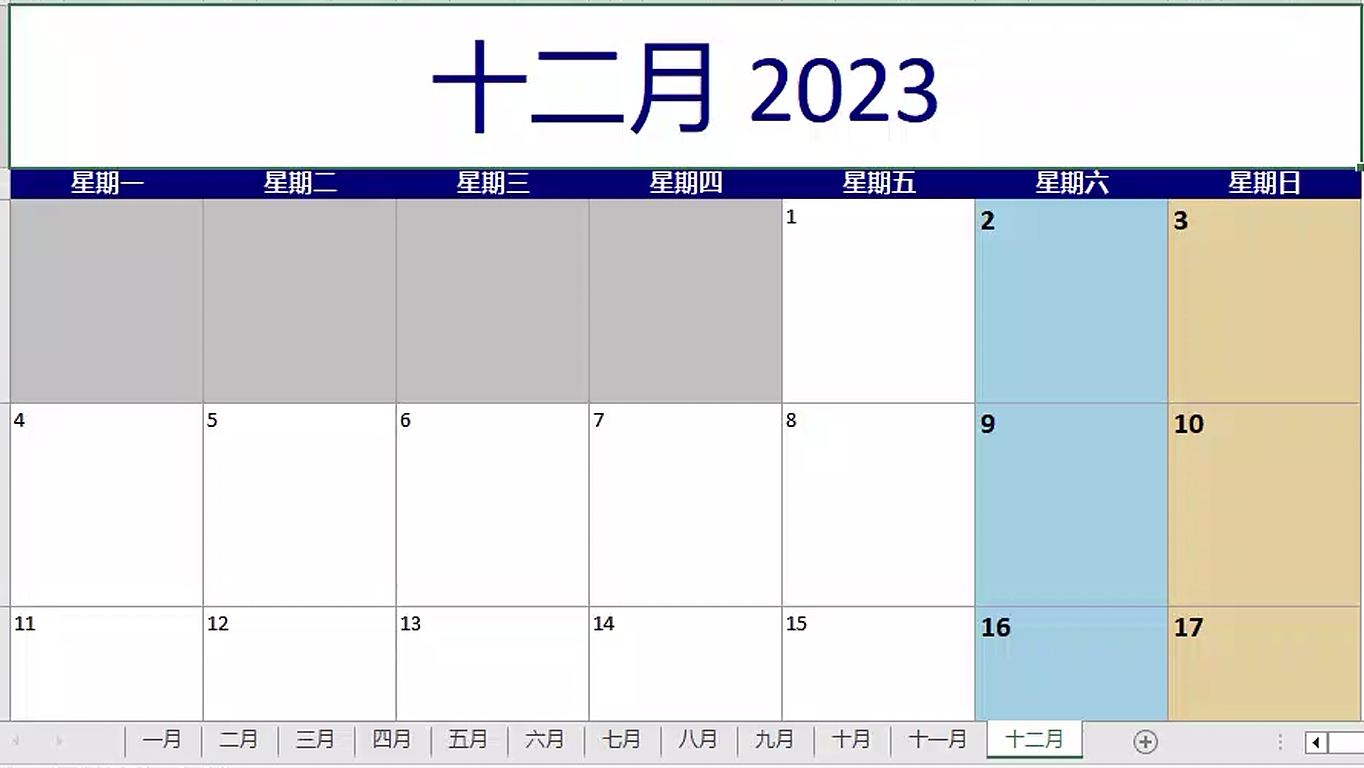 十二月 2023
星期一 星期二 星期三 星期四 星期五 星期六 星期日
1 2 3
4 5 6 7 8 9 10
11 12 13 14 15 16 17
一月 二月 三月 四月 五月 六月 七月 八月 九月 十月 十一月 十二月